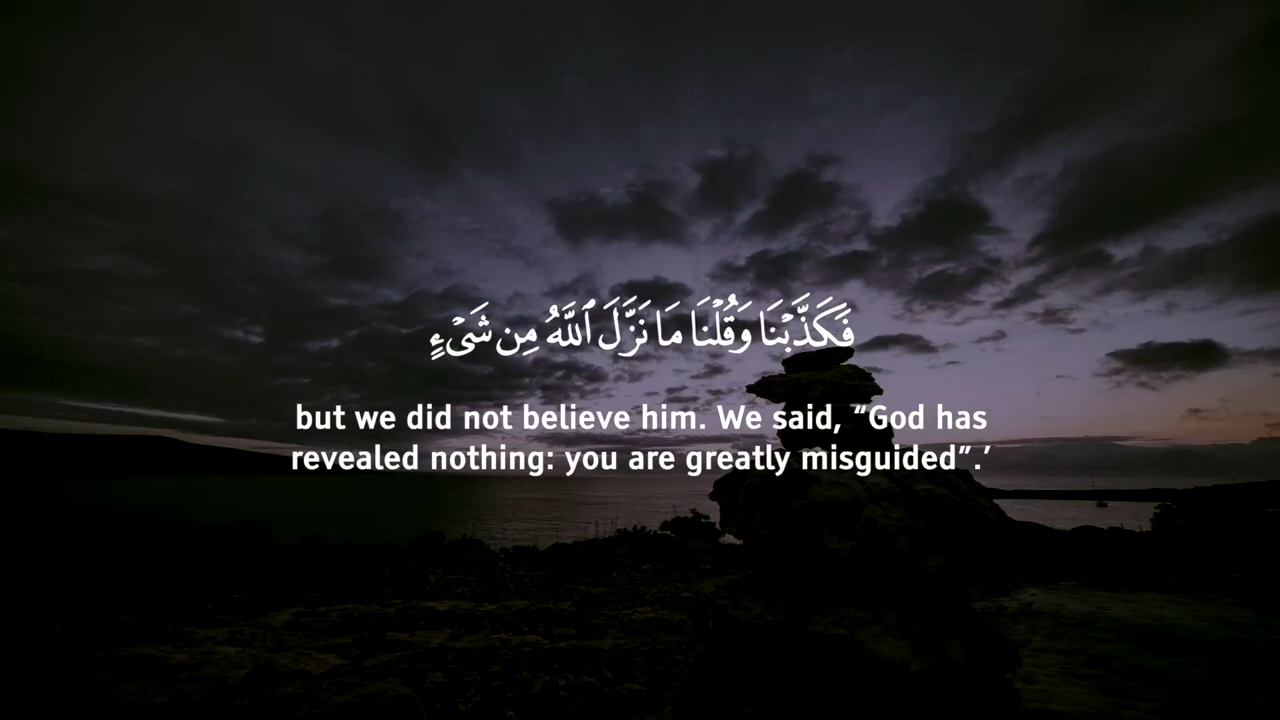 فَكَذَّبۡنَا وَقُلۡنَا مَا نَزَّلَ ٱللَّهُ مِن شَىۡءٍ
but we did not believe him. We said, “God has
revealed nothing: you are greatly misguided”.’